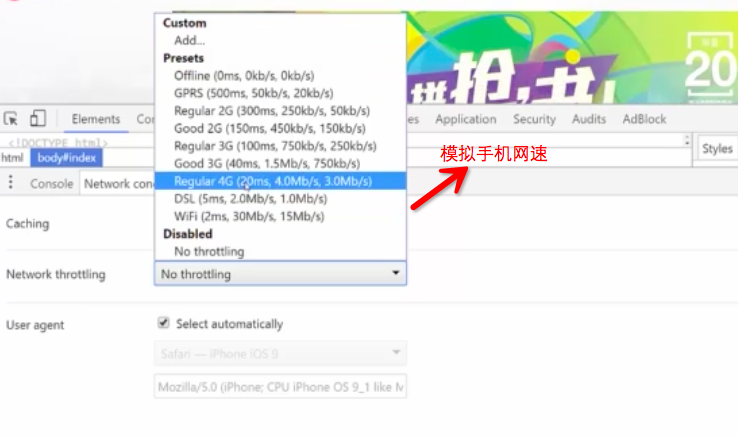 Custom
Add...
Presets
Offline (0ms, 0kb/s, 0kb/s)
GPRS (500ms, 50kb/s, 20kb/s)
Regular 2G (300ms, 250kb/s, 50kb/s)
Good 2G (150ms, 450kb/s, 150kb/s)
Regular 3G (100ms, 750kb/s, 250kb/s)
Good 3G (40ms, 1.5Mb/s, 750kb/s)
Regular 4G (20ms, 4.0Mb/s, 3.0Mb/s)
DSL (5ms, 2.0Mb/s, 1.0Mb/s)
WiFi (2ms, 30Mb/s, 15Mb/s)
Disabled
No throttling
抢,
20
Elements Con es Application Security Audits AdBlock
<!DOCTYPE html>
模拟手机网速
Styles
html body#index
Console Network con
Caching
Network throttling No throttling
User agent Select automatically
Safari — iPhone iOS 9
Mozilla/5.0 (iPhone; CPU iPhone OS 9_1 like M